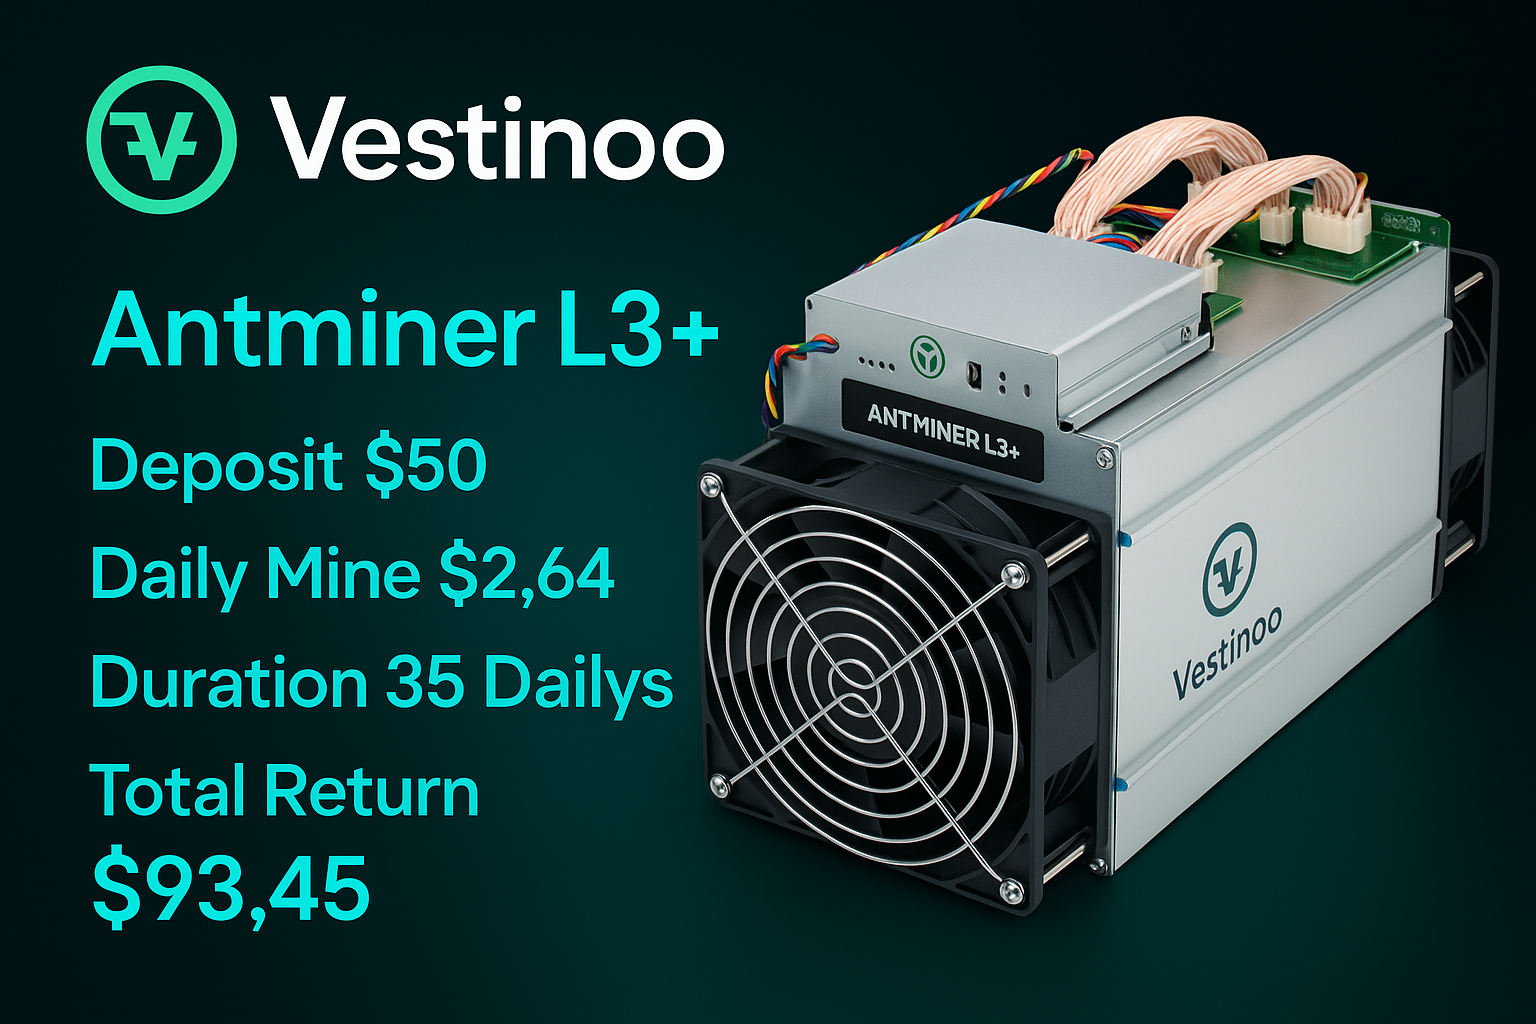 Vestinoo
Antminer L3+
Deposit $50
Daily Mine $2,64
Duration 35 Dailys
Total Return
$93,45
ANTMINER L3+
Vestinoo